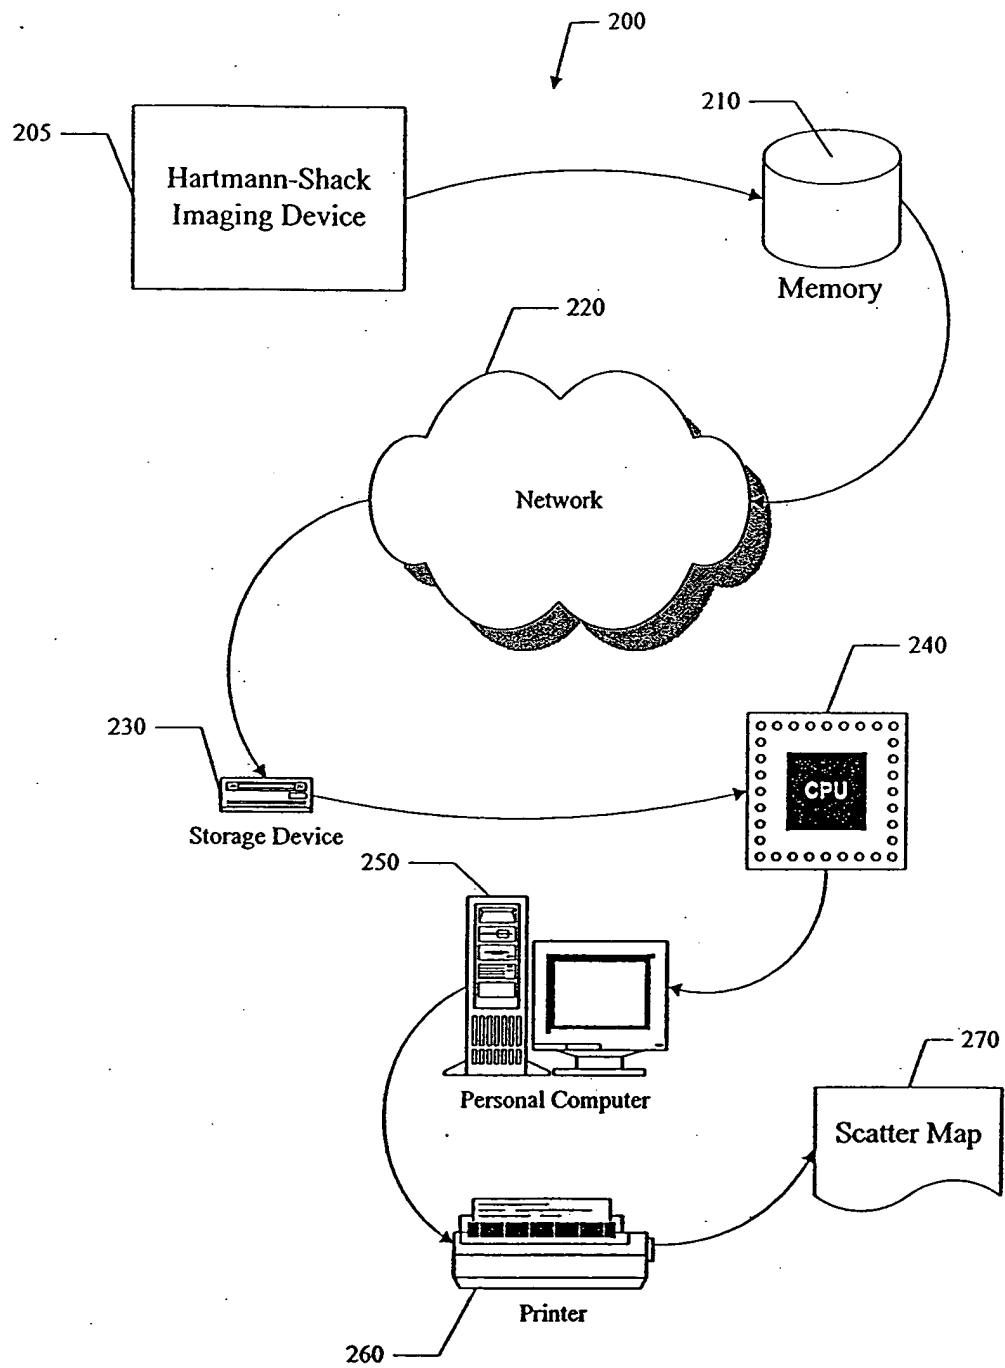 200
210
205
Hartmann-Shack
Imaging Device
Memory
220
Network
240
230
CPU
Storage Device
250
270
Personal Computer
Scatter Map
Printer
260